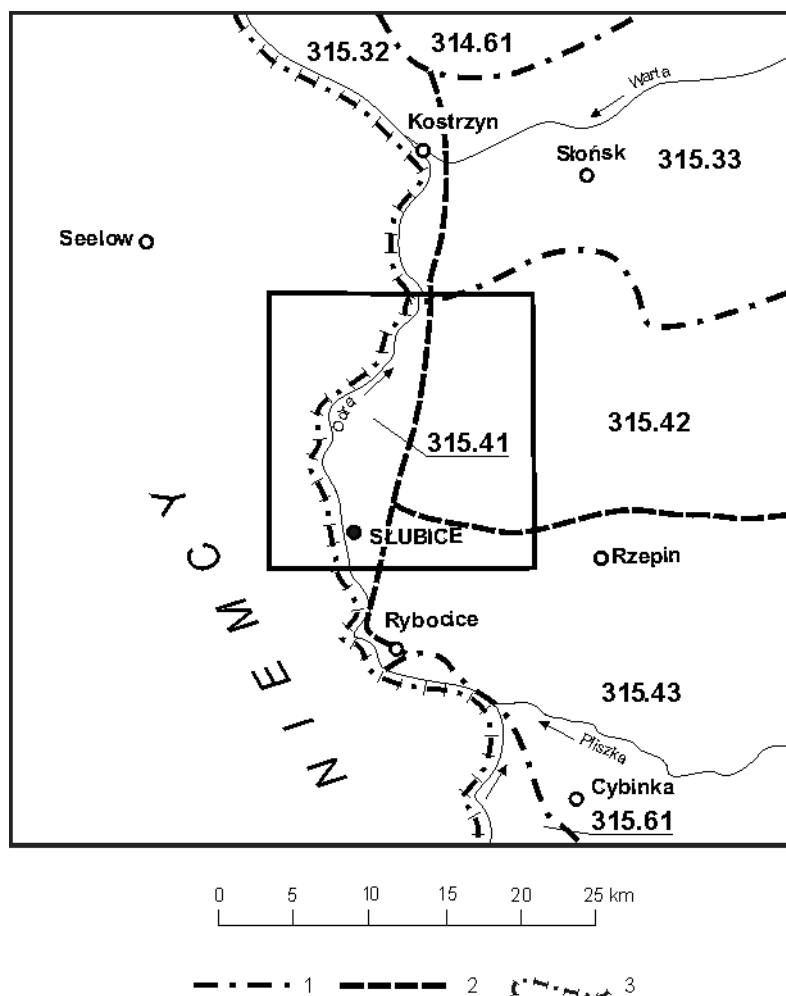 315.32
314.61
Warta
Kostrzyn
Słońsk
315.33
Seelow
Odra
315.41
315.42
SŁUBICE
Rzepin
Rybocice
NIEMCY
315.43
Pliszka
Cybinka
315.61
0 5 10 15 20 25 km
1 2 3